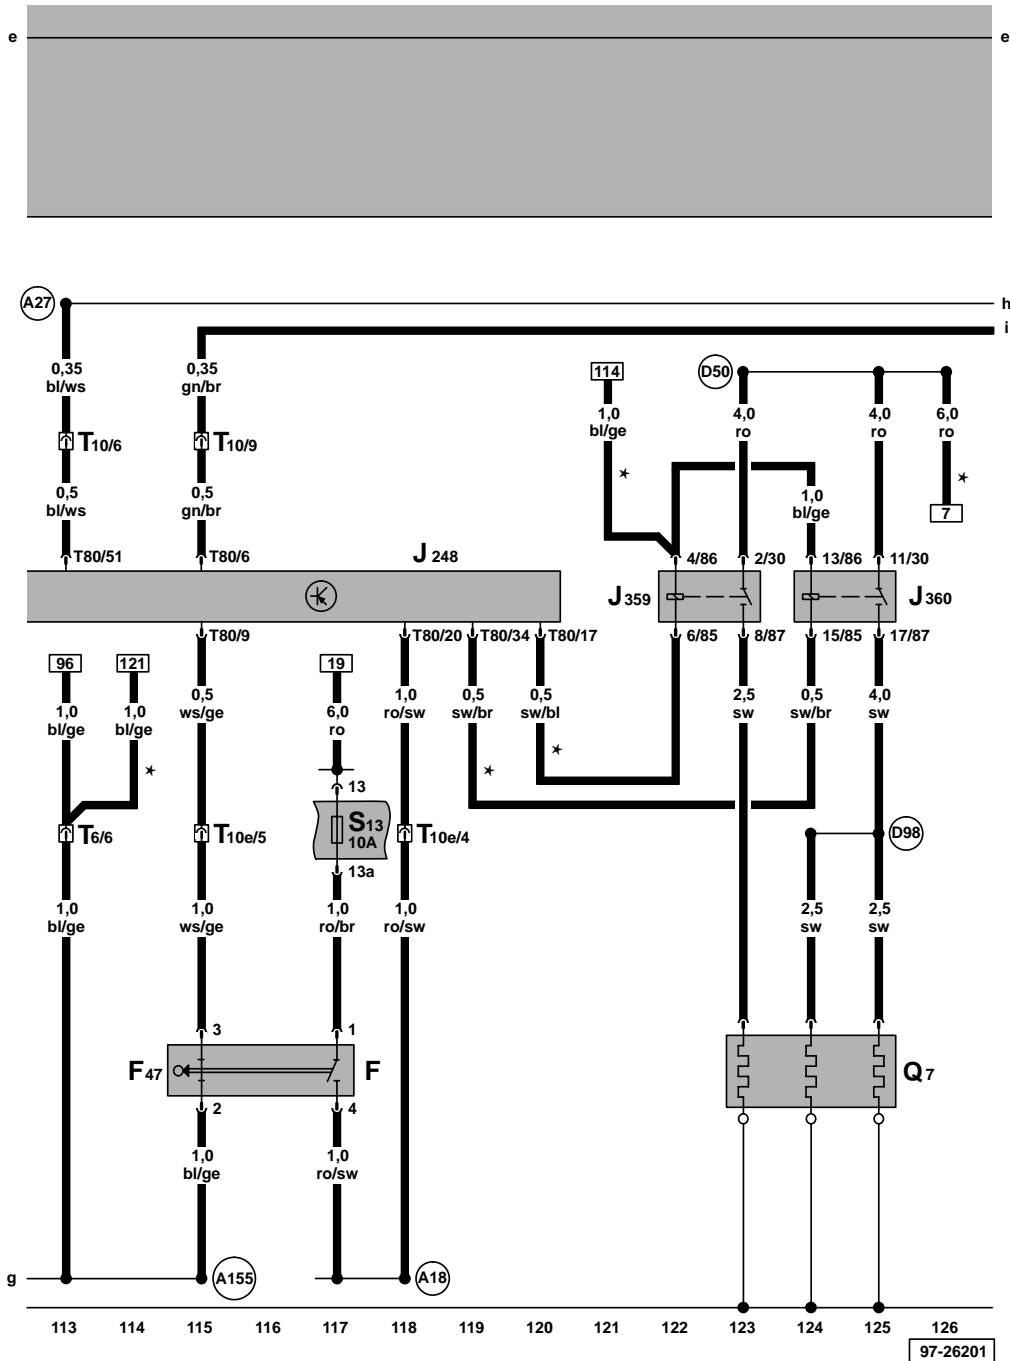 e e
A27 h
i
0,35 0,35 114 D50
bl/ws gn/br
1,0 4,0 4,0 6,0
bl/ge ro ro ro
T10/6 T10/9
0,5 0,5 1,0
bl/ws gn/br bl/ge
7
T80/51 T80/6 J 248 4/86 2/30 13/86 11/30
J359 J360
T80/9 T80/20 T80/34 T80/17 6/85 8/87 15/85 17/87
96 121 19
0,5 1,0 0,5 0,5 2,5 0,5 4,0
ws/ge ro/sw sw/br sw/bl sw sw/br sw
1,0 1,0 6,0
bl/ge bl/ge ro
13
S13
10A
T6/6 T10e/5 T10e/4 D98
13a
1,0 1,0 1,0 1,0 2,5 2,5
bl/ge ws/ge ro/br ro/sw sw sw
3 1
F47 F Q7
2 4
1,0 1,0
bl/ge ro/sw
g A155 A18
113 114 115 116 117 118 119 120 121 122 123 124 125 126
97-26201